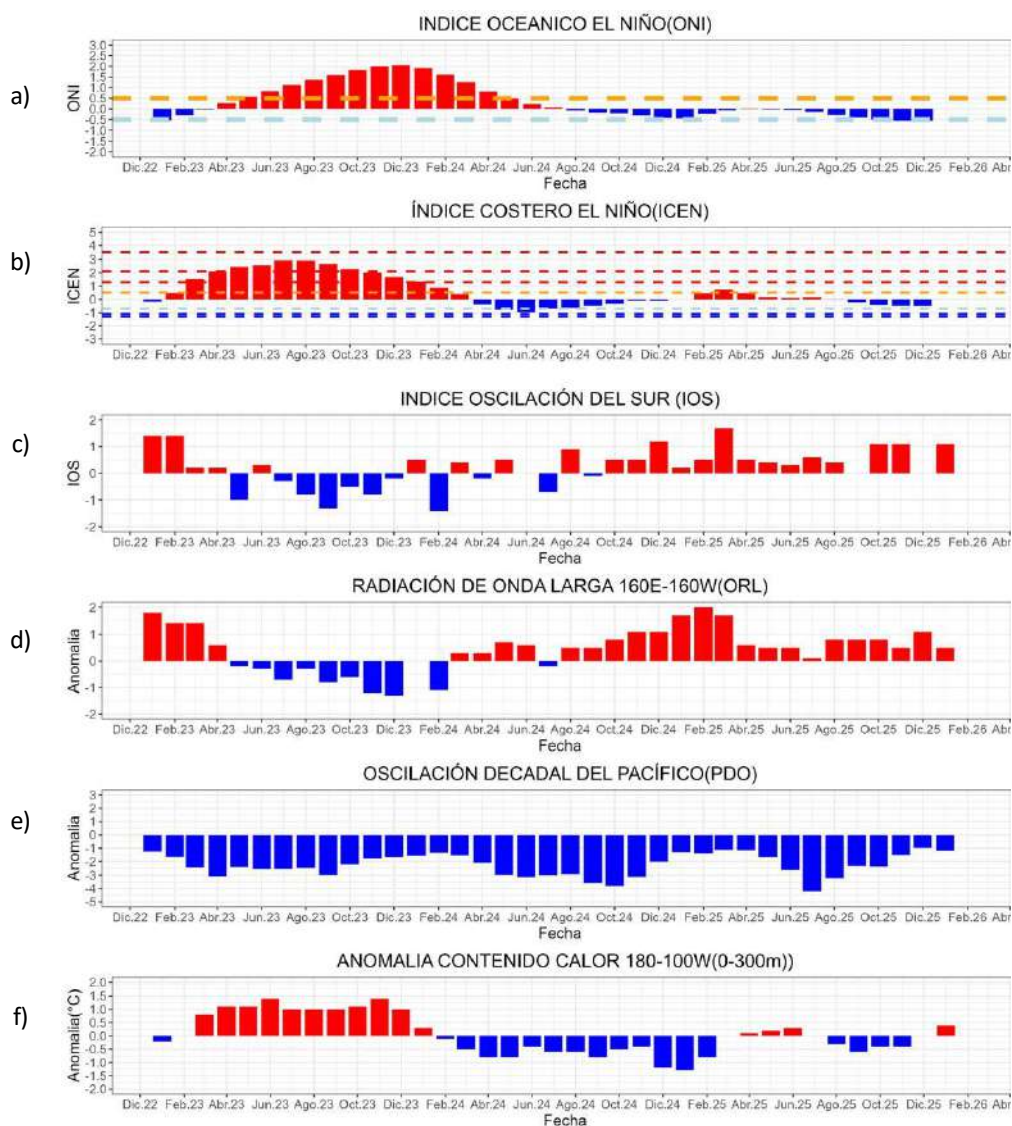 INDICE OCEANICO EL NIÑO(ONI)
a)
ONI
3.0
2.5
2.0
1.5
1.0
0.5
0.0
-0.5
-1.0
-1.5
-2.0
Dic.22 Feb.23 Abr.23 Jun.23 Ago.23 Oct.23 Dic.23 Feb.24 Abr.24 Jun.24 Ago.24 Oct.24 Dic.24 Feb.25 Abr.25 Jun.25 Ago.25 Oct.25 Dic.25 Feb.26 Abr
Fecha
ÍNDICE COSTERO EL NIÑO(ICEN)
b)
ICEN
5
4
3
2
1
0
-1
-2
-3
Dic.22 Feb.23 Abr.23 Jun.23 Ago.23 Oct.23 Dic.23 Feb.24 Abr.24 Jun.24 Ago.24 Oct.24 Dic.24 Feb.25 Abr.25 Jun.25 Ago.25 Oct.25 Dic.25 Feb.26 Abr
Fecha
INDICE OSCILACIÓN DEL SUR (IOS)
c)
IOS
2
1
0
-1
-2
Dic.22 Feb.23 Abr.23 Jun.23 Ago.23 Oct.23 Dic.23 Feb.24 Abr.24 Jun.24 Ago.24 Oct.24 Dic.24 Feb.25 Abr.25 Jun.25 Ago.25 Oct.25 Dic.25 Feb.26 Abr
Fecha
RADIACIÓN DE ONDA LARGA 160E-160W(ORL)
d)
Anomalia
2
1
0
-1
-2
Dic.22 Feb.23 Abr.23 Jun.23 Ago.23 Oct.23 Dic.23 Feb.24 Abr.24 Jun.24 Ago.24 Oct.24 Dic.24 Feb.25 Abr.25 Jun.25 Ago.25 Oct.25 Dic.25 Feb.26 Abr
Fecha
OSCILACIÓN DECADAL DEL PACÍFICO(PDO)
e)
Anomalia
3
2
1
0
-1
-2
-3
-4
-5
Dic.22 Feb.23 Abr.23 Jun.23 Ago.23 Oct.23 Dic.23 Feb.24 Abr.24 Jun.24 Ago.24 Oct.24 Dic.24 Feb.25 Abr.25 Jun.25 Ago.25 Oct.25 Dic.25 Feb.26 Abr
Fecha
ANOMALIA CONTENIDO CALOR 180-100W(0-300m))
f)
Anomalia(°C)
2.0
1.5
1.0
0.5
0.0
-0.5
-1.0
-1.5
-2.0
Dic.22 Feb.23 Abr.23 Jun.23 Ago.23 Oct.23 Dic.23 Feb.24 Abr.24 Jun.24 Ago.24 Oct.24 Dic.24 Feb.25 Abr.25 Jun.25 Ago.25 Oct.25 Dic.25 Feb.26 Abr
Fecha